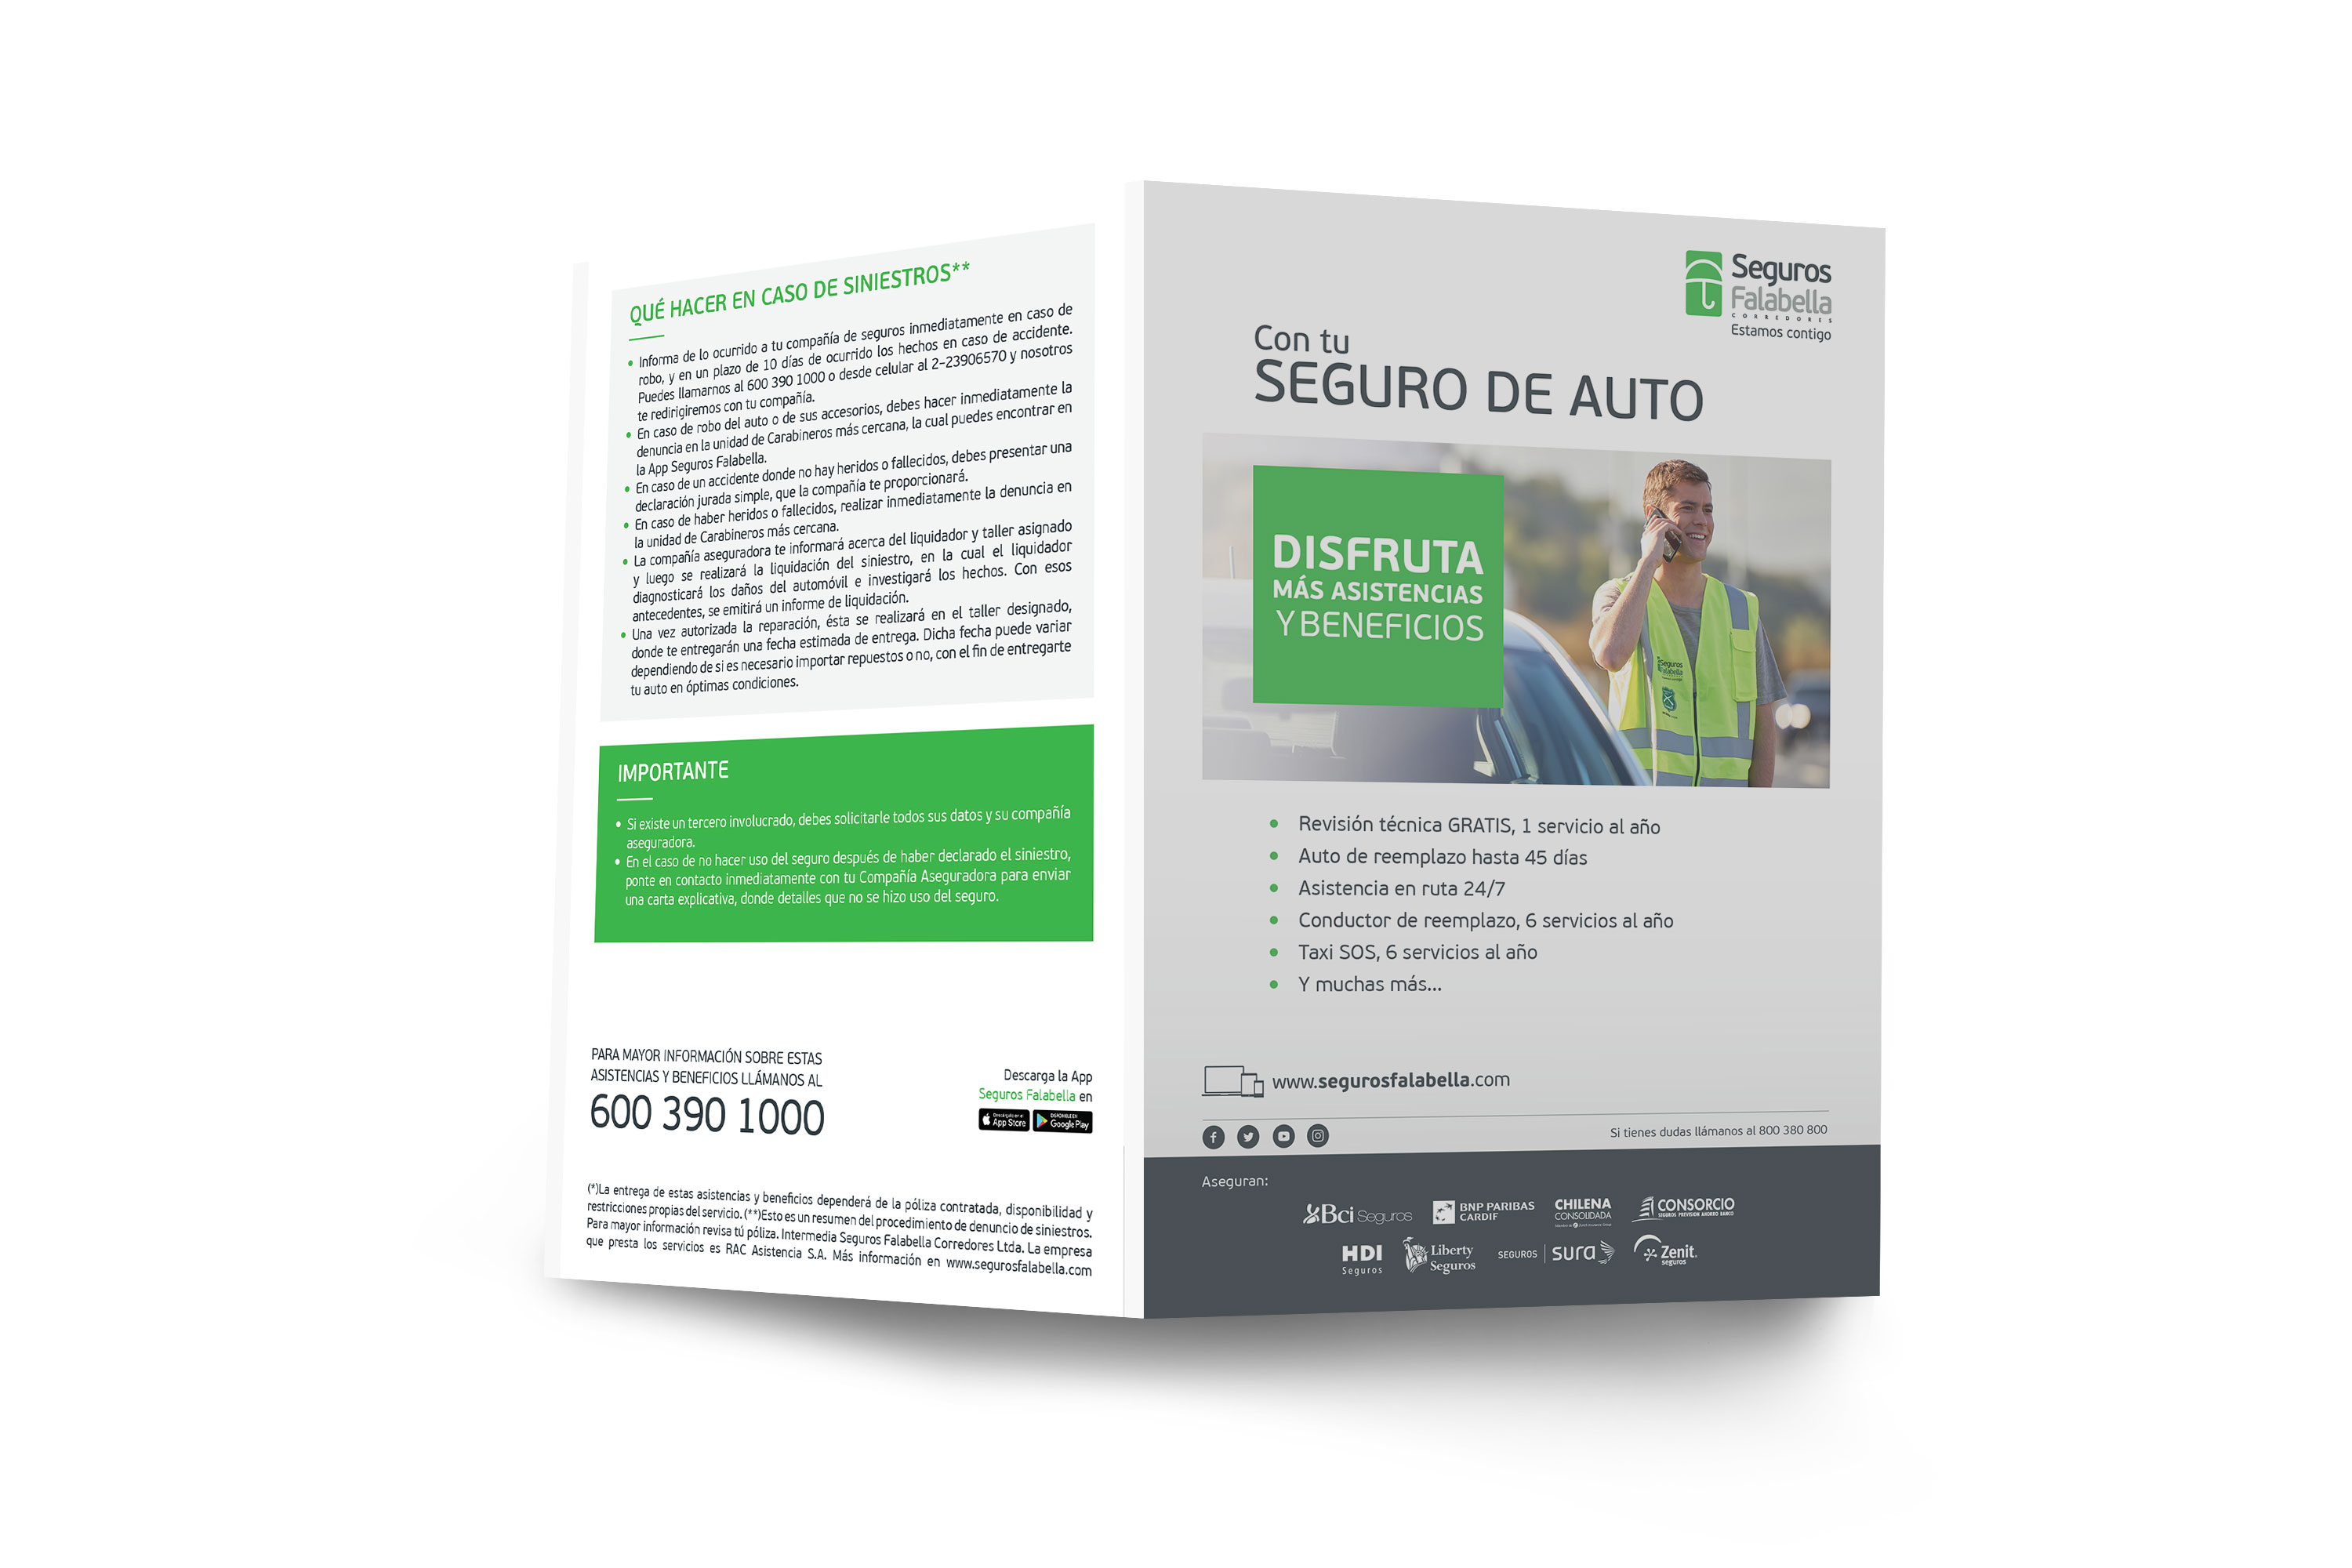 QUÉ HACER EN CASO DE SINIESTROS**
• Informa de lo ocurrido a tu compañía de seguros inmediatamente en caso de
robo, y en un plazo de 10 días de ocurrido los hechos en caso de accidente.
Puedes llamarnos al 600 390 1000 o desde celular al 2-23906570 y nosotros
te redirigiremos con tu compañía.
• En caso de robo del auto o de sus accesorios, debes hacer inmediatamente la
denuncia en la unidad de Carabineros más cercana, la cual puedes encontrar en
la App Seguros Falabella.
• En caso de un accidente donde no hay heridos o fallecidos, debes presentar una
declaración jurada simple, que la compañía te proporcionará.
• En caso de haber heridos o fallecidos, realizar inmediatamente la denuncia en
la unidad de Carabineros más cercana.
• La compañía aseguradora te informará acerca del liquidador y taller asignado
y luego se realizará la liquidación del siniestro, en la cual el liquidador
diagnosticará los daños del automóvil e investigará los hechos. Con esos
antecedentes, se emitirá un informe de liquidación.
• Una vez autorizada la reparación, ésta se realizará en el taller designado,
donde te entregarán una fecha estimada de entrega. Dicha fecha puede variar
dependiendo de si es necesario importar repuestos o no, con el fin de entregarte
tu auto en óptimas condiciones.
IMPORTANTE
• Si existe un tercero involucrado, debes solicitarle todos sus datos y su compañía
aseguradora.
• En el caso de no hacer uso del seguro después de haber declarado el siniestro,
ponte en contacto inmediatamente con tu Compañía Aseguradora para enviar
una carta explicativa, donde detalles que no se hizo uso del seguro.
PARA MAYOR INFORMACIÓN SOBRE ESTAS
ASISTENCIAS Y BENEFICIOS LLÁMANOS AL
600 390 1000
Descarga la App
Seguros Falabella en
App Store
DISPONIBLE EN
Google Play
(*)La entrega de estas asistencias y beneficios dependerá de la póliza contratada, disponibilidad y
restricciones propias del servicio. (**)Esto es un resumen del procedimiento de denuncio de siniestros.
Para mayor información revisa tú póliza. Intermedia Seguros Falabella Corredores Ltda. La empresa
que presta los servicios es RAC Asistencia S.A. Más información en www.segurosfalabella.com
Seguros
Falabella
CORREDORES
Estamos contigo
Con tu
SEGURO DE AUTO
DISFRUTA
MÁS ASISTENCIAS
Y BENEFICIOS
Seguros
Falabella
• Revisión técnica GRATIS, 1 servicio al año
• Auto de reemplazo hasta 45 días
• Asistencia en ruta 24/7
• Conductor de reemplazo, 6 servicios al año
• Taxi SOS, 6 servicios al año
• Y muchas más...
www.segurosfalabella.com
Si tienes dudas llámanos al 800 380 800
Aseguran:
Bci Seguros
BNP PARIBAS
CARDIF
CHILENA
CONSOLIDADA
CONSORCIO
SEGUROS PREVISION AHORRO BANCO
HDI
Seguros
Liberty
Seguros
SEGUROS sura
Zenit
seguros